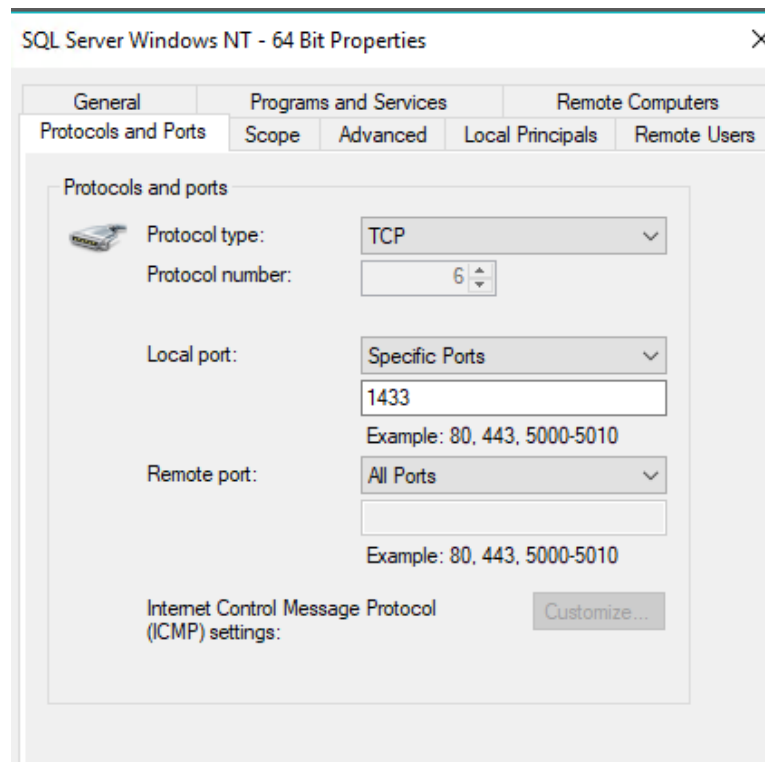 SQL Server Windows NT - 64 Bit Properties
General Programs and Services Remote Computers
Protocols and Ports Scope Advanced Local Principals Remote Users
Protocols and ports
Protocol type: TCP
Protocol number: 6
Local port: Specific Ports
1433
Example: 80, 443, 5000-5010
Remote port: All Ports
Example: 80, 443, 5000-5010
Internet Control Message Protocol Customize...
(ICMP) settings: